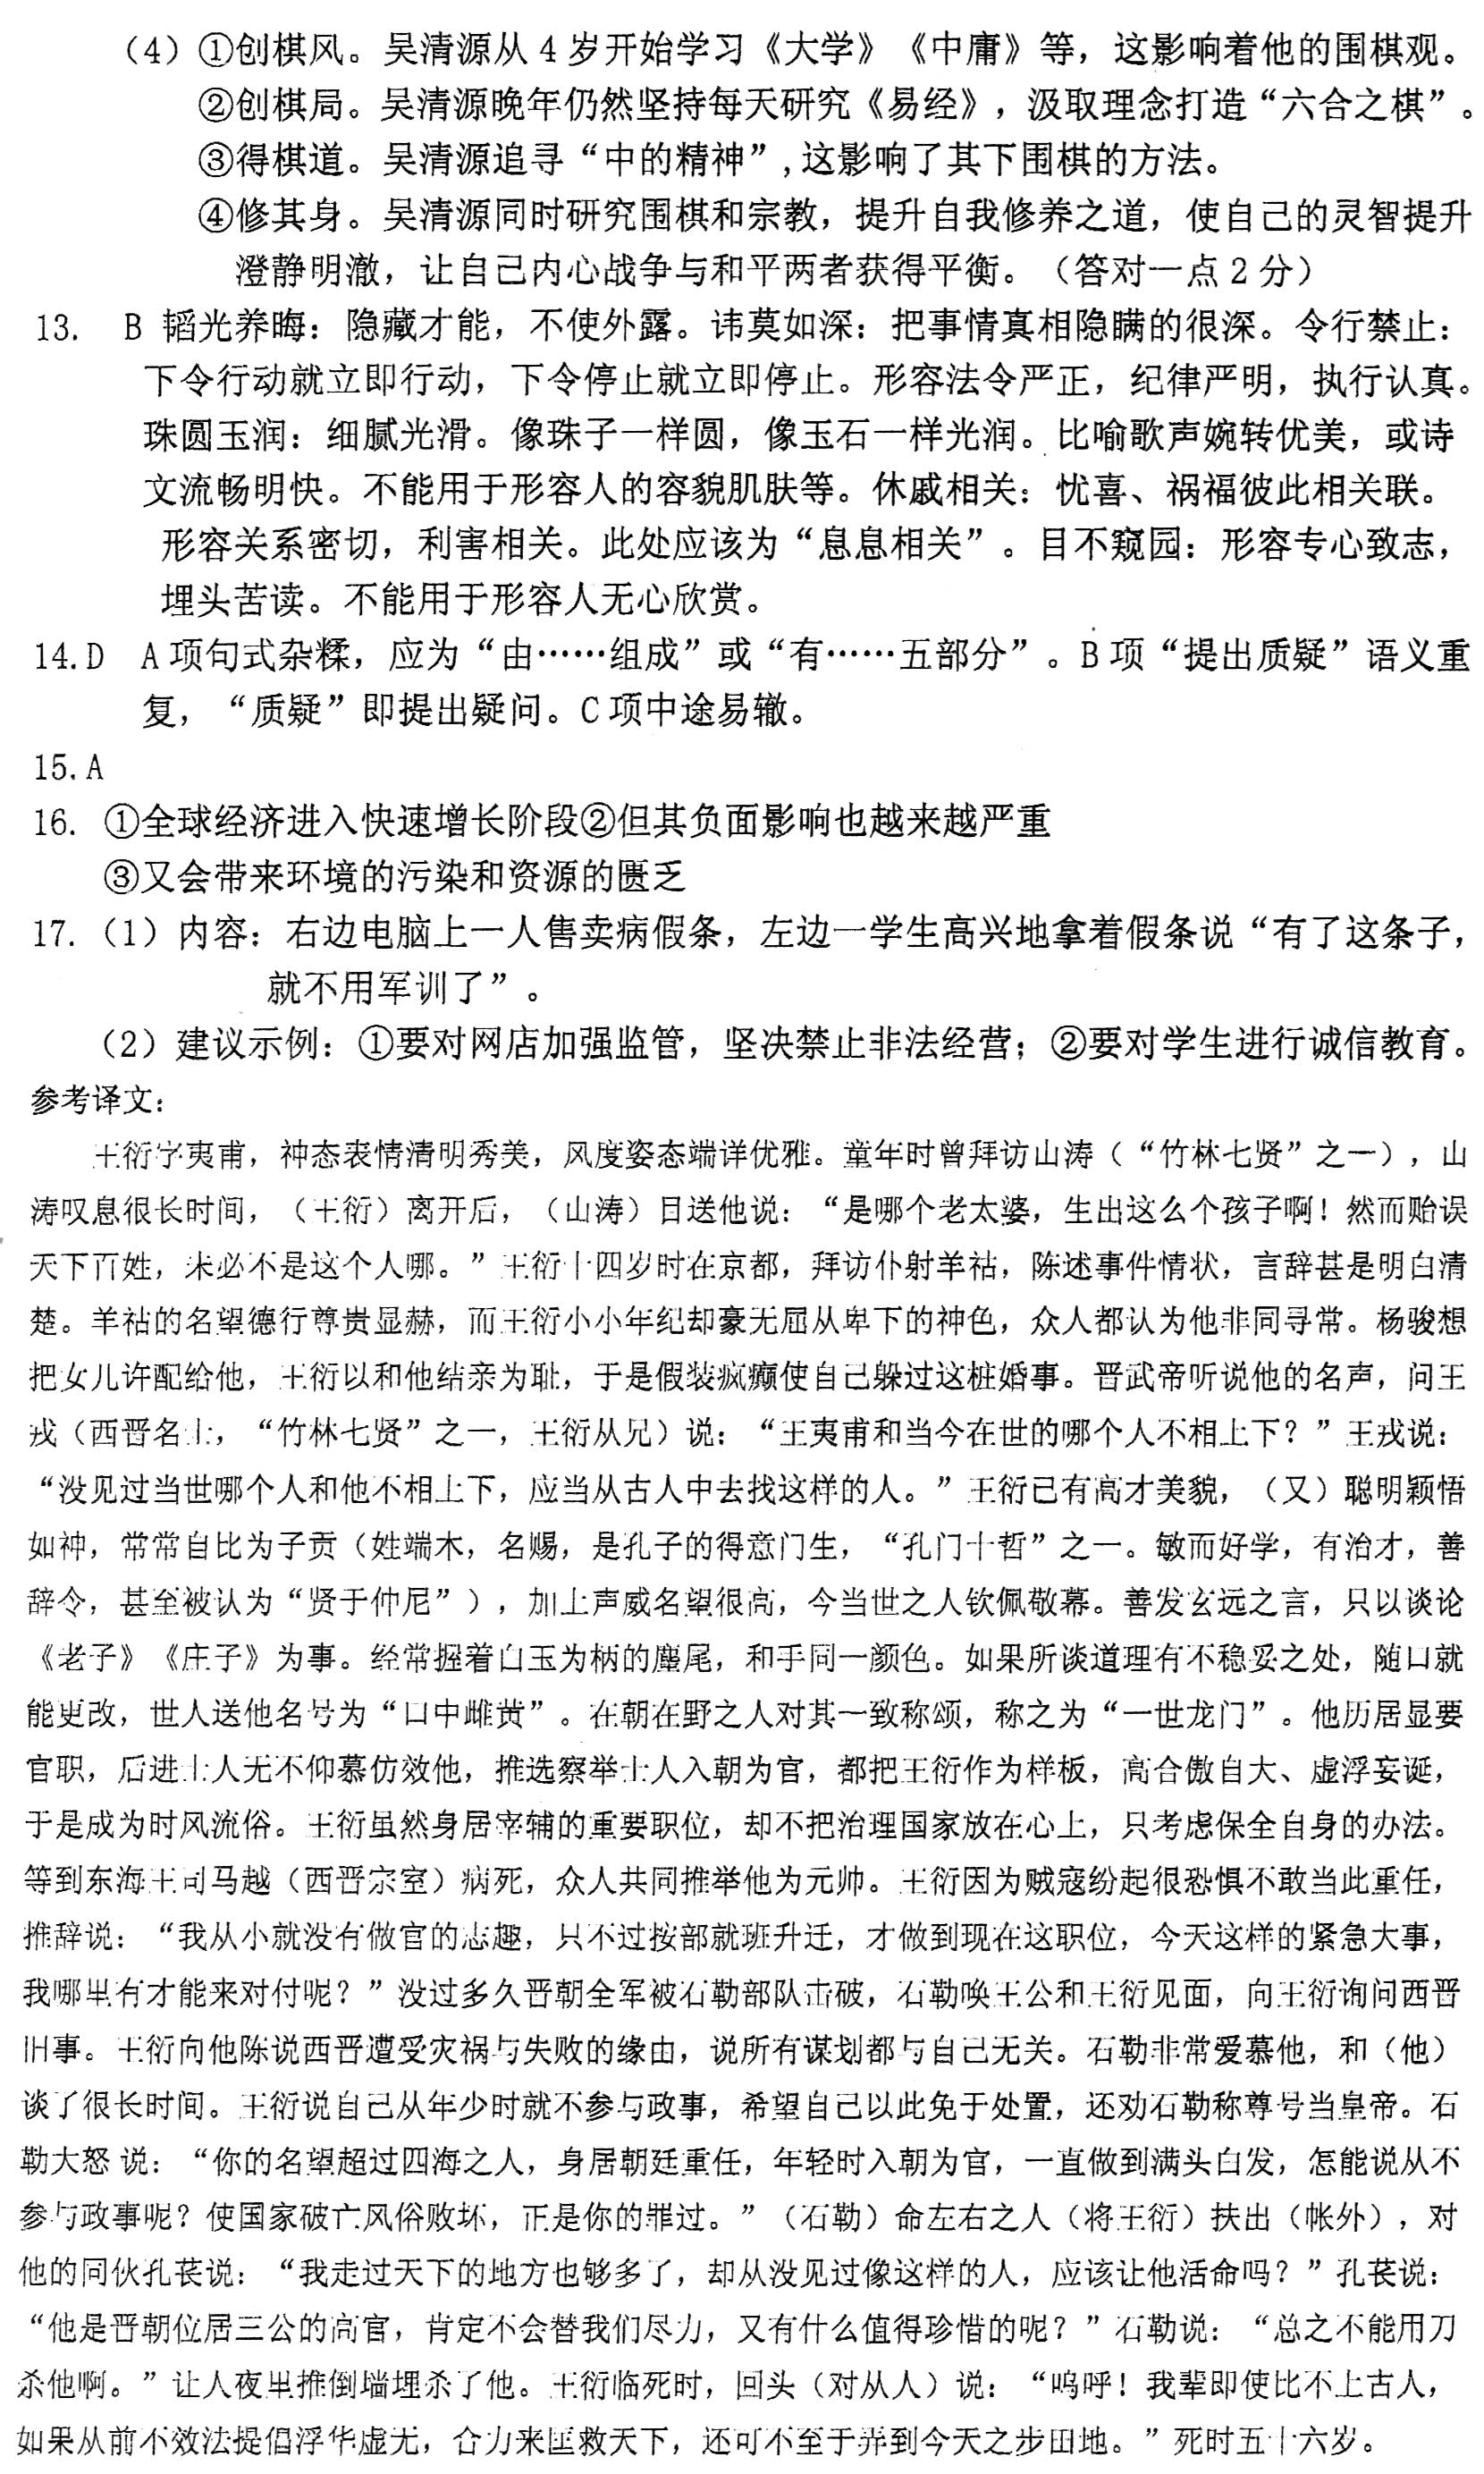 （4）①创棋风。吴清源从 4 岁开始学习《大学》《中庸》等，这影响着他的围棋观。
②创棋局。吴清源晚年仍然坚持每天研究《易经》，汲取理念打造“六合之棋”。
③得棋道。吴清源追寻“中的精神”,这影响了其下围棋的方法。
④修其身。吴清源同时研究围棋和宗教，提升自我修养之道，使自己的灵智提升
澄静明澈，让自己内心战争与和平两者获得平衡。（答对一点 2 分）
13. B 韬光养晦：隐藏才能，不使外露。讳莫如深：把事情真相隐瞒的很深。令行禁止：
下令行动就立即行动，下令停止就立即停止。形容法令严正，纪律严明，执行认真。
珠圆玉润：细腻光滑。像珠子一样圆，像玉石一样光润。比喻歌声婉转优美，或诗
文流畅明快。不能用于形容人的容貌肌肤等。休戚相关：忧喜、祸福彼此相关联。
形容关系密切，利害相关。此处应该为“息息相关”。目不窥园：形容专心致志，
埋头苦读。不能用于形容人无心欣赏。
14.D A 项句式杂糅，应为“由……组成”或“有……五部分”。B 项“提出质疑”语义重
复，“质疑”即提出疑问。C 项中途易辙。
15.A
16. ①全球经济进入快速增长阶段②但其负面影响也越来越严重
③又会带来环境的污染和资源的匮乏
17.（1）内容：右边电脑上一人售卖病假条，左边一学生高兴地拿着假条说“有了这条子，
就不用军训了”。
（2）建议示例：①要对网店加强监管，坚决禁止非法经营；②要对学生进行诚信教育。
参考译文：
王衍字夷甫，神态表情清明秀美，风度姿态端详优雅。童年时曾拜访山涛（“竹林七贤”之一），山
涛叹息很长时间，（王衍）离开后，（山涛）目送他说：“是哪个老太婆，生出这么个孩子啊！然而贻误
天下百姓，未必不是这个人哪。”王衍十四岁时在京都，拜访仆射羊祜，陈述事件情状，言辞甚是明白清
楚。羊祜的名望德行尊贵显赫，而王衍小小年纪却豪无屈从卑下的神色，众人都认为他非同寻常。杨骏想
把女儿许配给他，王衍以和他结亲为耻，于是假装疯癫使自己躲过这桩婚事。晋武帝听说他的名声，问王
戎（西晋名士，“竹林七贤”之一，王衍从兄）说：“王夷甫和当今在世的哪个人不相上下？”王戎说：
“没见过当世哪个人和他不相上下，应当从古人中去找这样的人。”王衍已有高才美貌，（又）聪明颖悟
如神，常常自比为子贡（姓端木，名赐，是孔子的得意门生，“孔门十哲”之一。敏而好学，有治才，善
辞令，甚至被认为“贤于仲尼”），加上声威名望很高，令当世之人钦佩敬慕。善发玄远之言，只以谈论
《老子》《庄子》为事。经常握着白玉为柄的麈尾，和手同一颜色。如果所谈道理有不稳妥之处，随口就
能更改，世人送他名号为“口中雌黄”。在朝在野之人对其一致称颂，称之为“一世龙门”。他历居显要
官职，后进士人无不仰慕仿效他，推选察举士人入朝为官，都把王衍作为样板，高合傲自大、虚浮妄诞，
于是成为时风流俗。王衍虽然身居宰辅的重要职位，却不把治理国家放在心上，只考虑保全自身的办法。
等到东海王司马越（西晋宗室）病死，众人共同推举他为元帅。王衍因为贼寇纷起很恐惧不敢当此重任，
推辞说：“我从小就没有做官的志趣，只不过按部就班升迁，才做到现在这职位，今天这样的紧急大事，
我哪里有才能来对付呢？”没过多久晋朝全军被石勒部队击破，石勒唤王公和王衍见面，向王衍询问西晋
旧事。王衍向他陈说西晋遭受灾祸与失败的缘由，说所有谋划都与自己无关。石勒非常爱慕他，和（他）
谈了很长时间。王衍说自己从年少时就不参与政事，希望自己以此免于处置，还劝石勒称尊号当皇帝。石
勒大怒 说：“你的名望超过四海之人，身居朝廷重任，年轻时入朝为官，一直做到满头白发，怎能说从不
参与政事呢？使国家破亡风俗败坏，正是你的罪过。”（石勒）命左右之人（将王衍）扶出（帐外），对
他的同伙孔苌说：“我走过天下的地方也够多了，却从没见过像这样的人，应该让他活命吗？”孔苌说：
“他是晋朝位居三公的高官，肯定不会替我们尽力，又有什么值得珍惜的呢？”石勒说：“总之不能用刀
杀他啊。”让人夜里推倒墙埋杀了他。王衍临死时，回头（对从人）说：“呜呼！我辈即使比不上古人，
如果从前不效法提倡浮华虚无，合力来匡救天下，还可不至于弄到今天之步田地。”死时五十六岁。